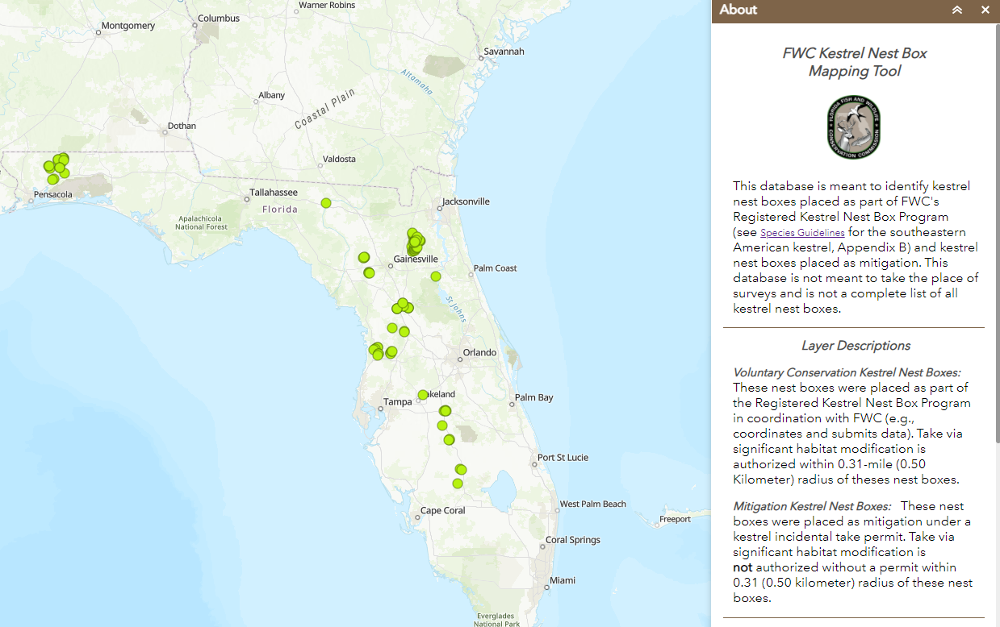 Warner Robins
Columbus
Montgomery
Savannah
Altamaha
Albany
Coastal Plain
Dothan
Valdosta
Tallahassee
Florida
Pensacola
Jacksonville
Apalachicola
National Forest
Gainesville
Palm Coast
St Johns
Orlando
akeland
Tampa
Palm Bay
Port St Lucie
West Palm Beach
Cape Coral
Freeport
Coral Springs
Miami
Everglades
National Park
About
FWC Kestrel Nest Box
Mapping Tool
FLORIDA FISH AND WILDLIFE
CONSERVATION COMMISSION
This database is meant to identify kestrel
nest boxes placed as part of FWC's
Registered Kestrel Nest Box Program
(see Species Guidelines for the southeastern
American kestrel, Appendix B) and kestrel
nest boxes placed as mitigation. This
database is not meant to take the place of
surveys and is not a complete list of all
kestrel nest boxes.
Layer Descriptions
Voluntary Conservation Kestrel Nest Boxes:
These nest boxes were placed as part of
the Registered Kestrel Nest Box Program
in coordination with FWC (e.g.,
coordinates and submits data). Take via
significant habitat modification is
authorized within 0.31-mile (0.50
Kilometer) radius of theses nest boxes.
Mitigation Kestrel Nest Boxes: These nest
boxes were placed as mitigation under a
kestrel incidental take permit. Take via
significant habitat modification is
not authorized without a permit within
0.31 (0.50 kilometer) radius of these nest
boxes.